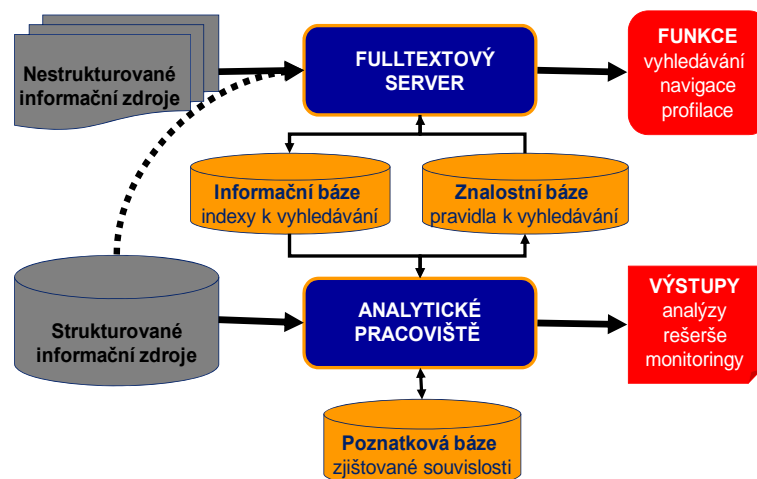 Nestrukturované
informační zdroje
FULLTEXTOVÝ
SERVER
FUNKCE
vyhledávání
navigace
profilace
Informační báze
indexy k vyhledávání
Znalostní báze
pravidla k vyhledávání
Strukturované
informační zdroje
ANALYTICKÉ
PRACOVIŠTĚ
VÝSTUPY
analýzy
rešerše
monitoringy
Poznatková báze
zjištované souvislosti